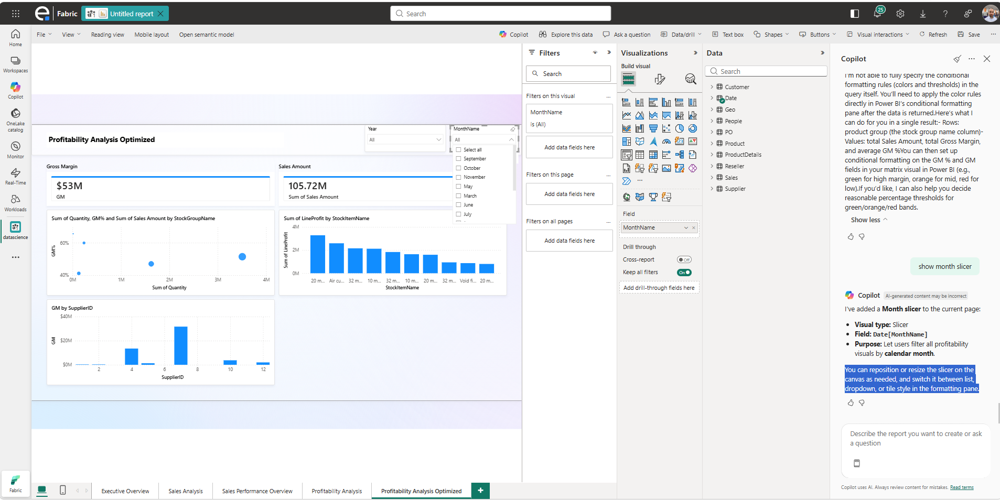 Fabric
Untitled report
Search
25
File
View
Reading view
Mobile layout
Open semantic model
Copilot
Explore this data
Ask a question
Data/drill
Text box
Shapes
Buttons
Visual interactions
Refresh
Save
Home
Workspaces
Copilot
OneLake
catalog
Monitor
Real-Time
Workloads
datascience
Fabric
Profitability Analysis Optimized
Year
All
MonthName
All
Select all
September
October
November
May
March
June
July
Gross Margin
$53M
GM
Sales Amount
105.72M
Sum of Sales Amount
Sum of Quantity, GM% and Sum of Sales Amount by StockGroupName
GM%
60%
40%
0M
1M
2M
3M
4M
Sum of Quantity
Sum of LineProfit by StockItemName
Sum of LineProfit
4M
2M
0M
20 m...
Air cu...
32 m...
10 m...
32 m...
10 m...
20 m...
32 m...
Void fi...
20 m...
StockItemName
GM by SupplierID
GM
$40M
$20M
$0M
2
4
6
8
10
12
SupplierID
Executive Overview
Sales Analysis
Sales Performance Overview
Profitability Analysis
Profitability Analysis Optimized
Filters
Search
Filters on this visual
...
MonthName
is (All)
Add data fields here
Filters on this page
...
Add data fields here
Filters on all pages
...
Add data fields here
Visualizations
Build visual
Field
MonthName
Drill through
Cross-report
Off
Keep all filters
On
Add drill-through fields here
Data
Search
Customer
Date
Geo
People
PO
Product
ProductDetails
Reseller
Sales
Supplier
Copilot
I'm not able to fully specify the conditional
formatting rules (colors and thresholds) in the
query itself. You'll need to apply the color rules
directly in Power BI's conditional formatting
pane after the data is returned.Here's what I
can do for you in a single result:- Rows:
product group (the stock group name column)-
Values: total Sales Amount, total Gross Margin,
and average GM %You can then set up
conditional formatting on the GM % and GM
fields in your matrix visual in Power BI (e.g.,
green for high margin, orange for mid, red for
low).If you'd like, I can also help you decide
reasonable percentage thresholds for
green/orange/red bands.
Show less
show month slicer
Copilot
AI-generated content may be incorrect
I've added a Month slicer to the current page:
• Visual type: Slicer
• Field: Date[MonthName]
• Purpose: Let users filter all profitability
visuals by calendar month.
You can reposition or resize the slicer on the
canvas as needed, and switch it between list,
dropdown, or tile style in the formatting pane.
Describe the report you want to create or ask
a question
Copilot uses AI. Always review content for mistakes. Read terms